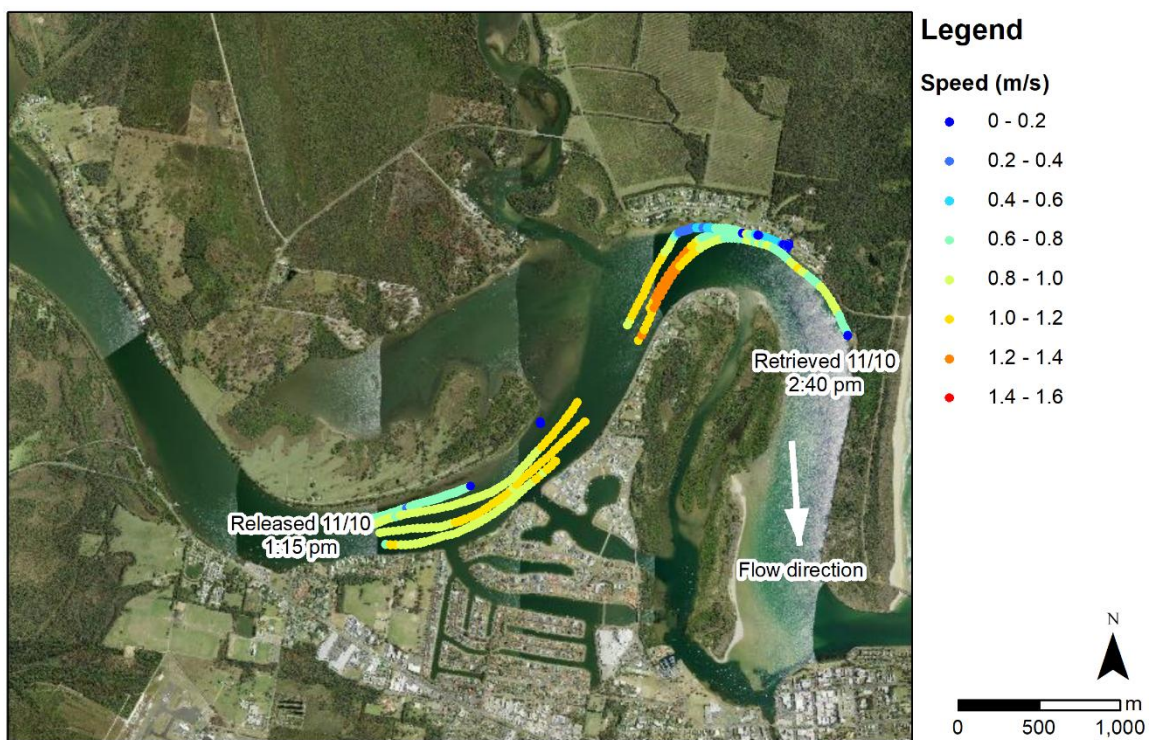 Released 11/10
1:15 pm
Retrieved 11/10
2:40 pm
Flow direction
Legend
Speed (m/s)
0 - 0.2
0.2 - 0.4
0.4 - 0.6
0.6 - 0.8
0.8 - 1.0
1.0 - 1.2
1.2 - 1.4
1.4 - 1.6
N
m
0 500 1,000